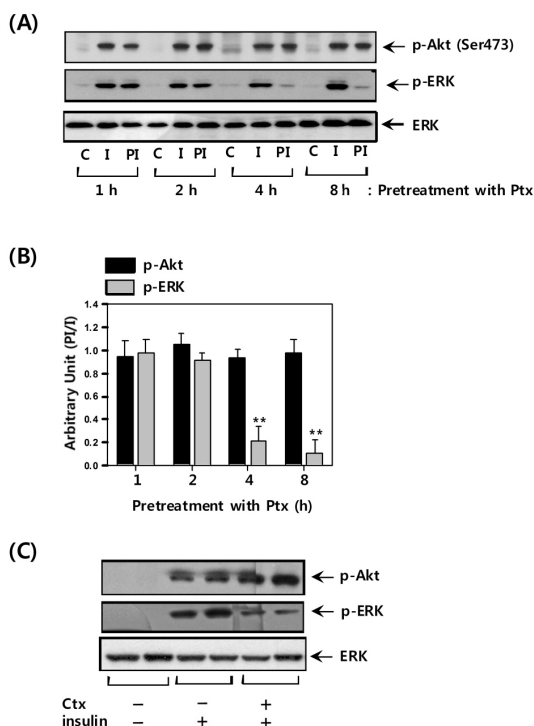 (A)
p-Akt (Ser473)
p-ERK
ERK
C I PI C I PI C I PI C I PI
1 h 2 h 4 h 8 h : Pretreatment with Ptx
(B)
p-Akt
p-ERK
Arbitrary Unit (PI/I)
1.4
1.2
1.0
0.8
0.6
0.4
0.2
0.0
** **
1 2 4 8
Pretreatment with Ptx (h)
(C)
p-Akt
p-ERK
ERK
Ctx − − +
insulin − + +